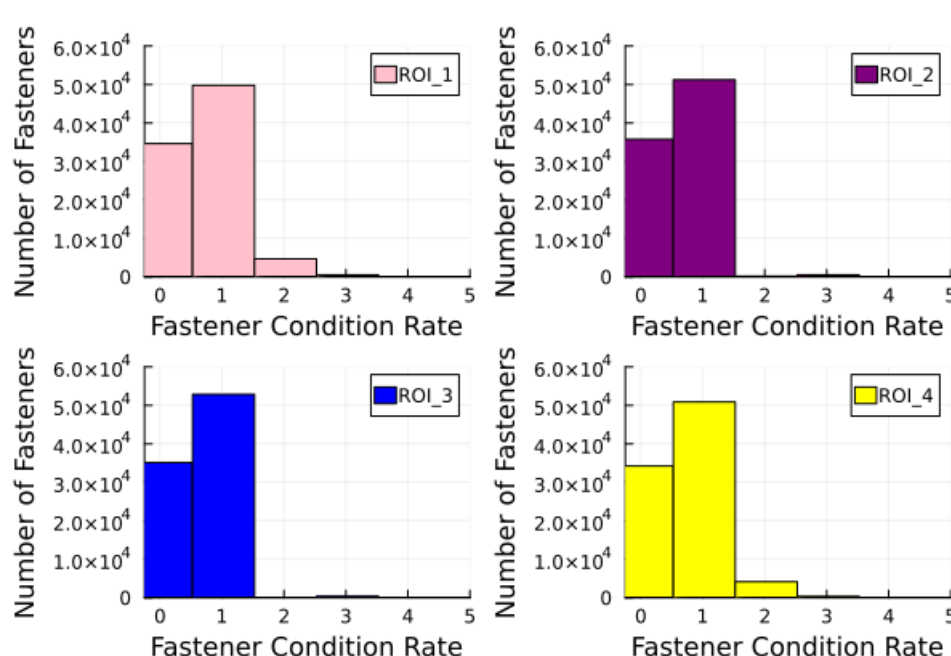 Number of Fasteners
6.0×10⁴
5.0×10⁴
4.0×10⁴
3.0×10⁴
2.0×10⁴
1.0×10⁴
0
ROI_1
0 1 2 3 4 5
Fastener Condition Rate
Number of Fasteners
6.0×10⁴
5.0×10⁴
4.0×10⁴
3.0×10⁴
2.0×10⁴
1.0×10⁴
0
ROI_2
0 1 2 3 4 5
Fastener Condition Rate
Number of Fasteners
6.0×10⁴
5.0×10⁴
4.0×10⁴
3.0×10⁴
2.0×10⁴
1.0×10⁴
0
ROI_3
0 1 2 3 4 5
Fastener Condition Rate
Number of Fasteners
6.0×10⁴
5.0×10⁴
4.0×10⁴
3.0×10⁴
2.0×10⁴
1.0×10⁴
0
ROI_4
0 1 2 3 4 5
Fastener Condition Rate